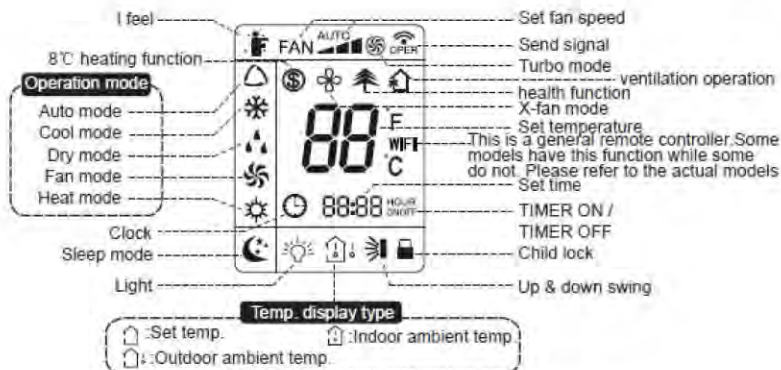 I feel
Set fan speed
FAN AUTO OPER
Send signal
8℃ heating function
Turbo mode
ventilation operation
Operation mode
health function
Auto mode
X-fan mode
Cool mode
Set temperature
88 F
WIFI
C
This is a general remote controller.Some
models have this function while some
do not. Please refer to the actual models
Dry mode
Fan mode
Heat mode
Set time
88:88 HOUR
ON/OFF
TIMER ON /
TIMER OFF
Clock
Sleep mode
Child lock
Light
Up & down swing
Temp. display type
:Set temp.
:Indoor ambient temp.
:Outdoor ambient temp.